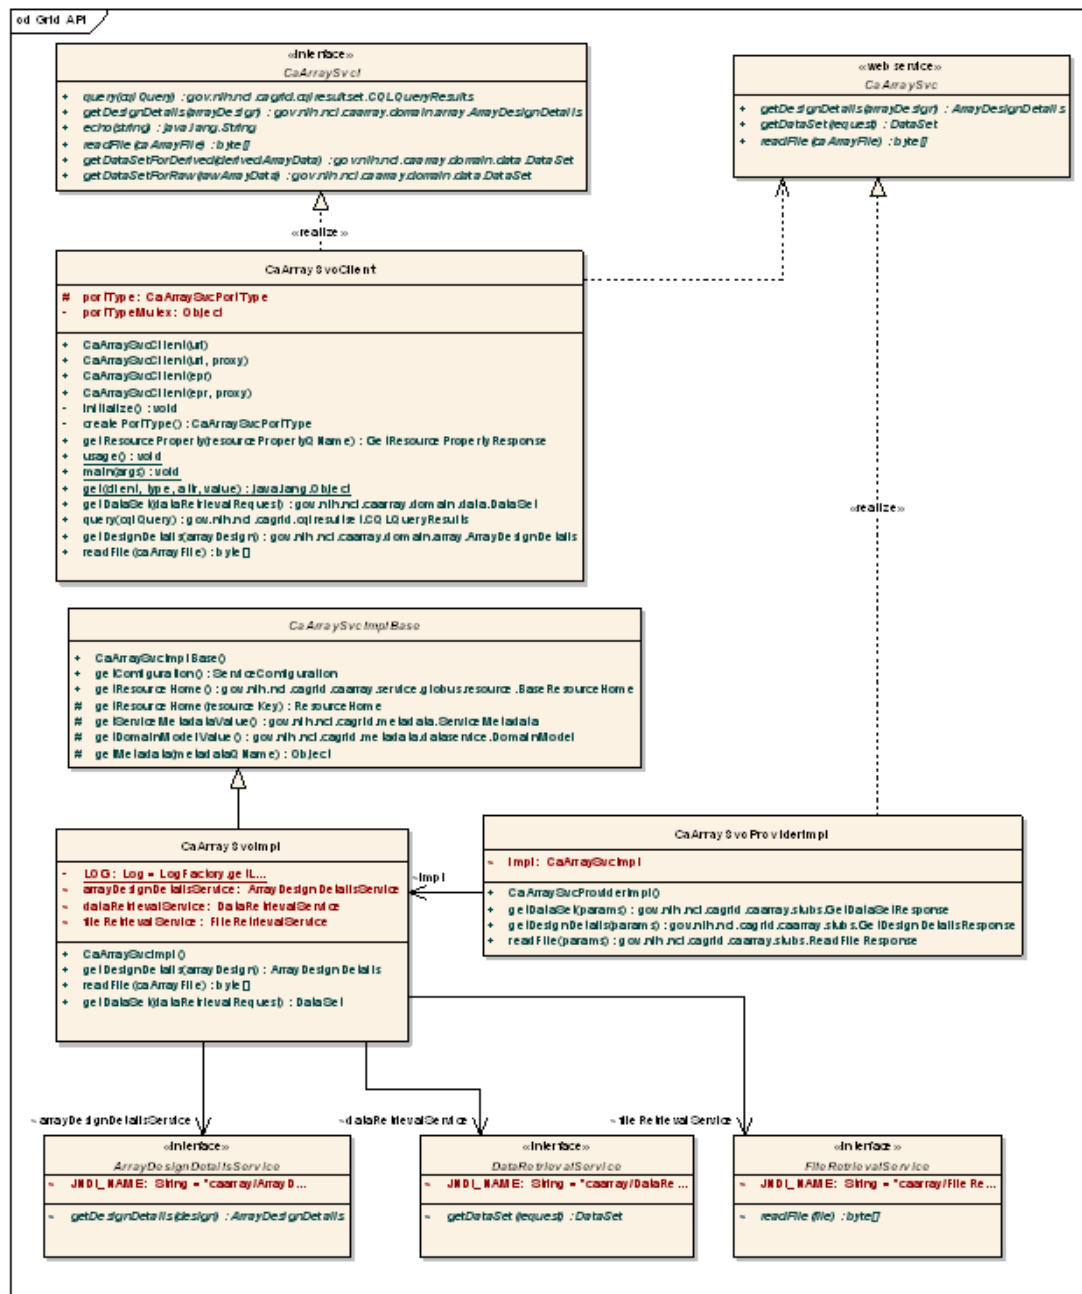 cd Grid API
«interface»
CaArraySvcI
+ query(cqlQuery) : gov.nih.nci.cagrid.cqlresultset.CQLQueryResults
+ getDesignDetails(arrayDesign) : gov.nih.nci.caarray.domain.array.ArrayDesignDetails
+ echo(string) : java.lang.String
+ readFile(caArrayFile) : byte[]
+ getDataSetForDerived(derivedArrayData) : gov.nih.nci.caarray.domain.data.DataSet
+ getDataSetForRaw(rawArrayData) : gov.nih.nci.caarray.domain.data.DataSet
«web service»
CaArraySvc
+ getDesignDetails(arrayDesign) : ArrayDesignDetails
+ getDataSet(request) : DataSet
+ readFile(caArrayFile) : byte[]
«realize»
CaArraySvcClient
# portType: CaArraySvcPortType
- portTypeMutex: Object
+ CaArraySvcClient(url)
+ CaArraySvcClient(url, proxy)
+ CaArraySvcClient(epr)
+ CaArraySvcClient(epr, proxy)
- initialize() : void
- createPortType() : CaArraySvcPortType
+ getResourceProperty(resourcePropertyQName) : GetResourcePropertyResponse
+ usage() : void
+ main(args) : void
+ get(client, type, attr, value) : java.lang.Object
+ getDataSet(dataRetrievalRequest) : gov.nih.nci.caarray.domain.data.DataSet
+ query(cqlQuery) : gov.nih.nci.cagrid.cqlresultset.CQLQueryResults
+ getDesignDetails(arrayDesign) : gov.nih.nci.caarray.domain.array.ArrayDesignDetails
+ readFile(caArrayFile) : byte[]
«realize»
CaArraySvcImplBase
+ CaArraySvcImplBase()
+ getConfiguration() : ServiceConfiguration
+ getResourceHome() : gov.nih.nci.cagrid.caarray.service.globus.resource.BaseResourceHome
# getResourceHome(resourceKey) : ResourceHome
# getServiceMetadataValue() : gov.nih.nci.cagrid.metadata.ServiceMetadata
# getDomainModelValue() : gov.nih.nci.cagrid.metadata.dataservice.DomainModel
# getMetadata(metadataQName) : Object
CaArraySvcImpl
- LOG: Log = LogFactory.getL...
~ arrayDesignDetailsService: ArrayDesignDetailsService
~ dataRetrievalService: DataRetrievalService
~ fileRetrievalService: FileRetrievalService
+ CaArraySvcImpl()
+ getDesignDetails(arrayDesign) : ArrayDesignDetails
+ readFile(caArrayFile) : byte[]
+ getDataSet(dataRetrievalRequest) : DataSet
~impl
CaArraySvcProviderImpl
~ impl: CaArraySvcImpl
+ CaArraySvcProviderImpl()
+ getDataSet(params) : gov.nih.nci.cagrid.caarray.stubs.GetDataSetResponse
+ getDesignDetails(params) : gov.nih.nci.cagrid.caarray.stubs.GetDesignDetailsResponse
+ readFile(params) : gov.nih.nci.cagrid.caarray.stubs.ReadFileResponse
~arrayDesignDetailsService
~dataRetrievalService
~fileRetrievalService
«interface»
ArrayDesignDetailsService
~ JNDI_NAME: String = "caarray/ArrayD...
~ getDesignDetails(design) : ArrayDesignDetails
«interface»
DataRetrievalService
~ JNDI_NAME: String = "caarray/DataRe...
~ getDataSet(request) : DataSet
«interface»
FileRetrievalService
~ JNDI_NAME: String = "caarray/FileRe...
~ readFile(file) : byte[]